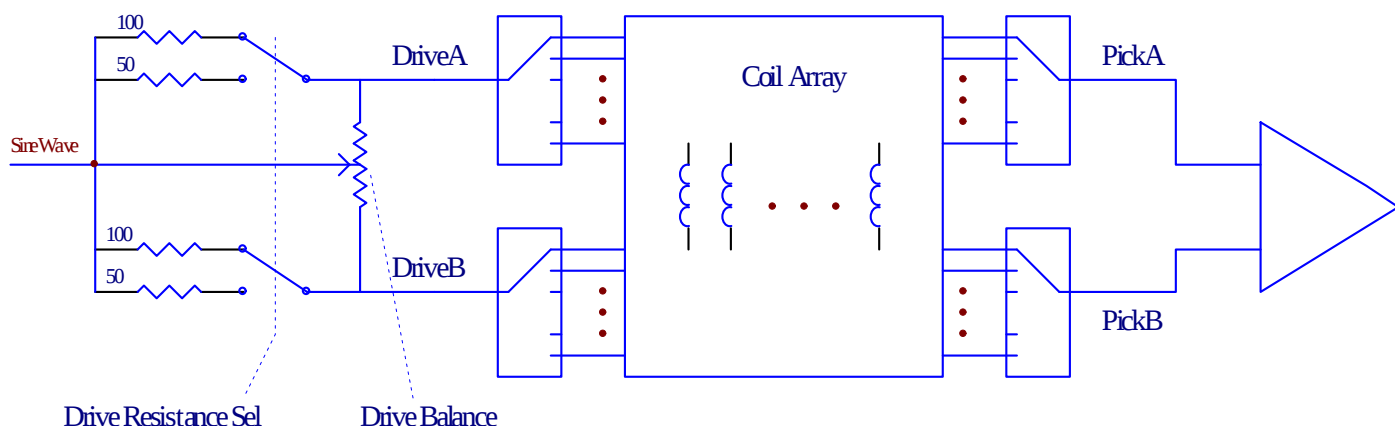 100
50
DriveA
Coil Array
PickA
SineWave
100
50
DriveB
PickB
Drive Resistance Sel
Drive Balance